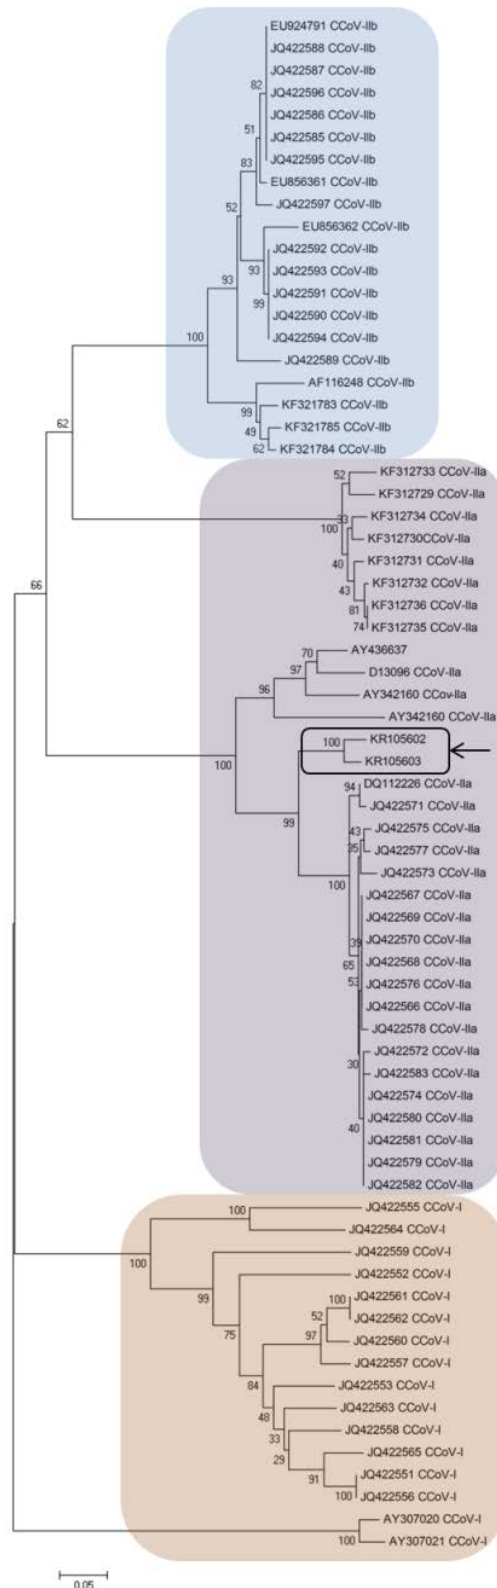 EU924791 CCoV-IIb
JQ422588 CCoV-IIb
82
JQ422587 CCoV-IIb
JQ422596 CCoV-IIb
JQ422586 CCoV-IIb
51
JQ422585 CCoV-IIb
JQ422595 CCoV-IIb
83
EU856361 CCoV-IIb
JQ422597 CCoV-IIb
52
EU856362 CCoV-IIb
JQ422592 CCoV-IIb
93
JQ422593 CCoV-IIb
93
JQ422591 CCoV-IIb
99
JQ422590 CCoV-IIb
JQ422594 CCoV-IIb
100
JQ422589 CCoV-IIb
AF116248 CCoV-IIb
99
KF321783 CCoV-IIb
62
49
KF321785 CCoV-IIb
62
KF321784 CCoV-IIb
52
KF312733 CCoV-IIa
KF312729 CCoV-IIa
33
KF312734 CCoV-IIa
100
KF312730CCoV-IIa
40
KF312731 CCoV-IIa
66
43
KF312732 CCoV-IIa
81
KF312736 CCoV-IIa
74
KF312735 CCoV-IIa
70
AY436637
97
D13096 CCoV-IIa
96
AY342160 CCov-IIa
AY342160 CCoV-IIa
100
KR105602
100
KR105603
94
DQ112226 CCoV-IIa
99
JQ422571 CCoV-IIa
43
JQ422575 CCoV-IIa
35
JQ422577 CCoV-IIa
100
JQ422573 CCoV-IIa
JQ422567 CCoV-IIa
JQ422569 CCoV-IIa
39
JQ422570 CCoV-IIa
65
JQ422568 CCoV-IIa
53
JQ422576 CCoV-IIa
JQ422566 CCoV-IIa
JQ422578 CCoV-IIa
JQ422572 CCoV-IIa
30
JQ422583 CCoV-IIa
JQ422574 CCoV-IIa
JQ422580 CCoV-IIa
40
JQ422581 CCoV-IIa
JQ422579 CCoV-IIa
JQ422582 CCoV-IIa
100
JQ422555 CCoV-I
JQ422564 CCoV-I
100
JQ422559 CCoV-I
99
JQ422552 CCoV-I
100
JQ422561 CCoV-I
52
JQ422562 CCoV-I
75
JQ422560 CCoV-I
97
JQ422557 CCoV-I
84
JQ422553 CCoV-I
48
JQ422563 CCoV-I
33
JQ422558 CCoV-I
29
JQ422565 CCoV-I
91
JQ422551 CCoV-I
100
JQ422556 CCoV-I
AY307020 CCoV-I
100
AY307021 CCoV-I
0.05